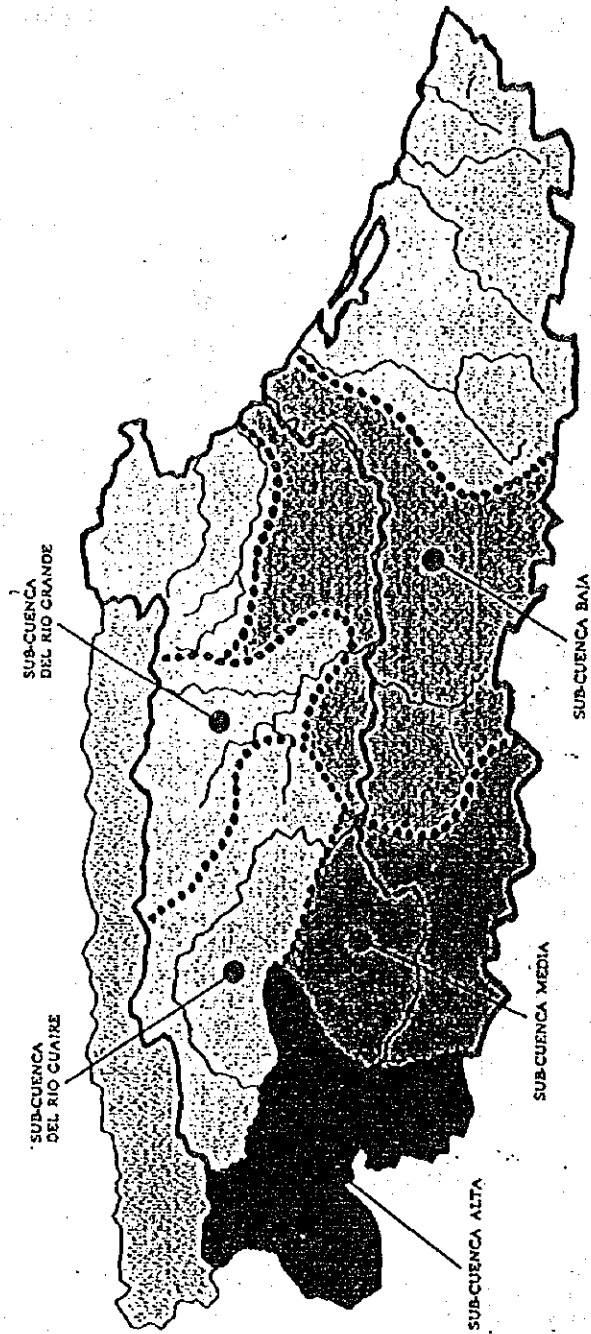 SUB-CUENCA
DEL RIO GUAIRE
SUB-CUENCA
DEL RIO GRANDE
SUB-CUENCA ALTA
SUB-CUENCA MEDIA
SUB-CUENCA BAJA